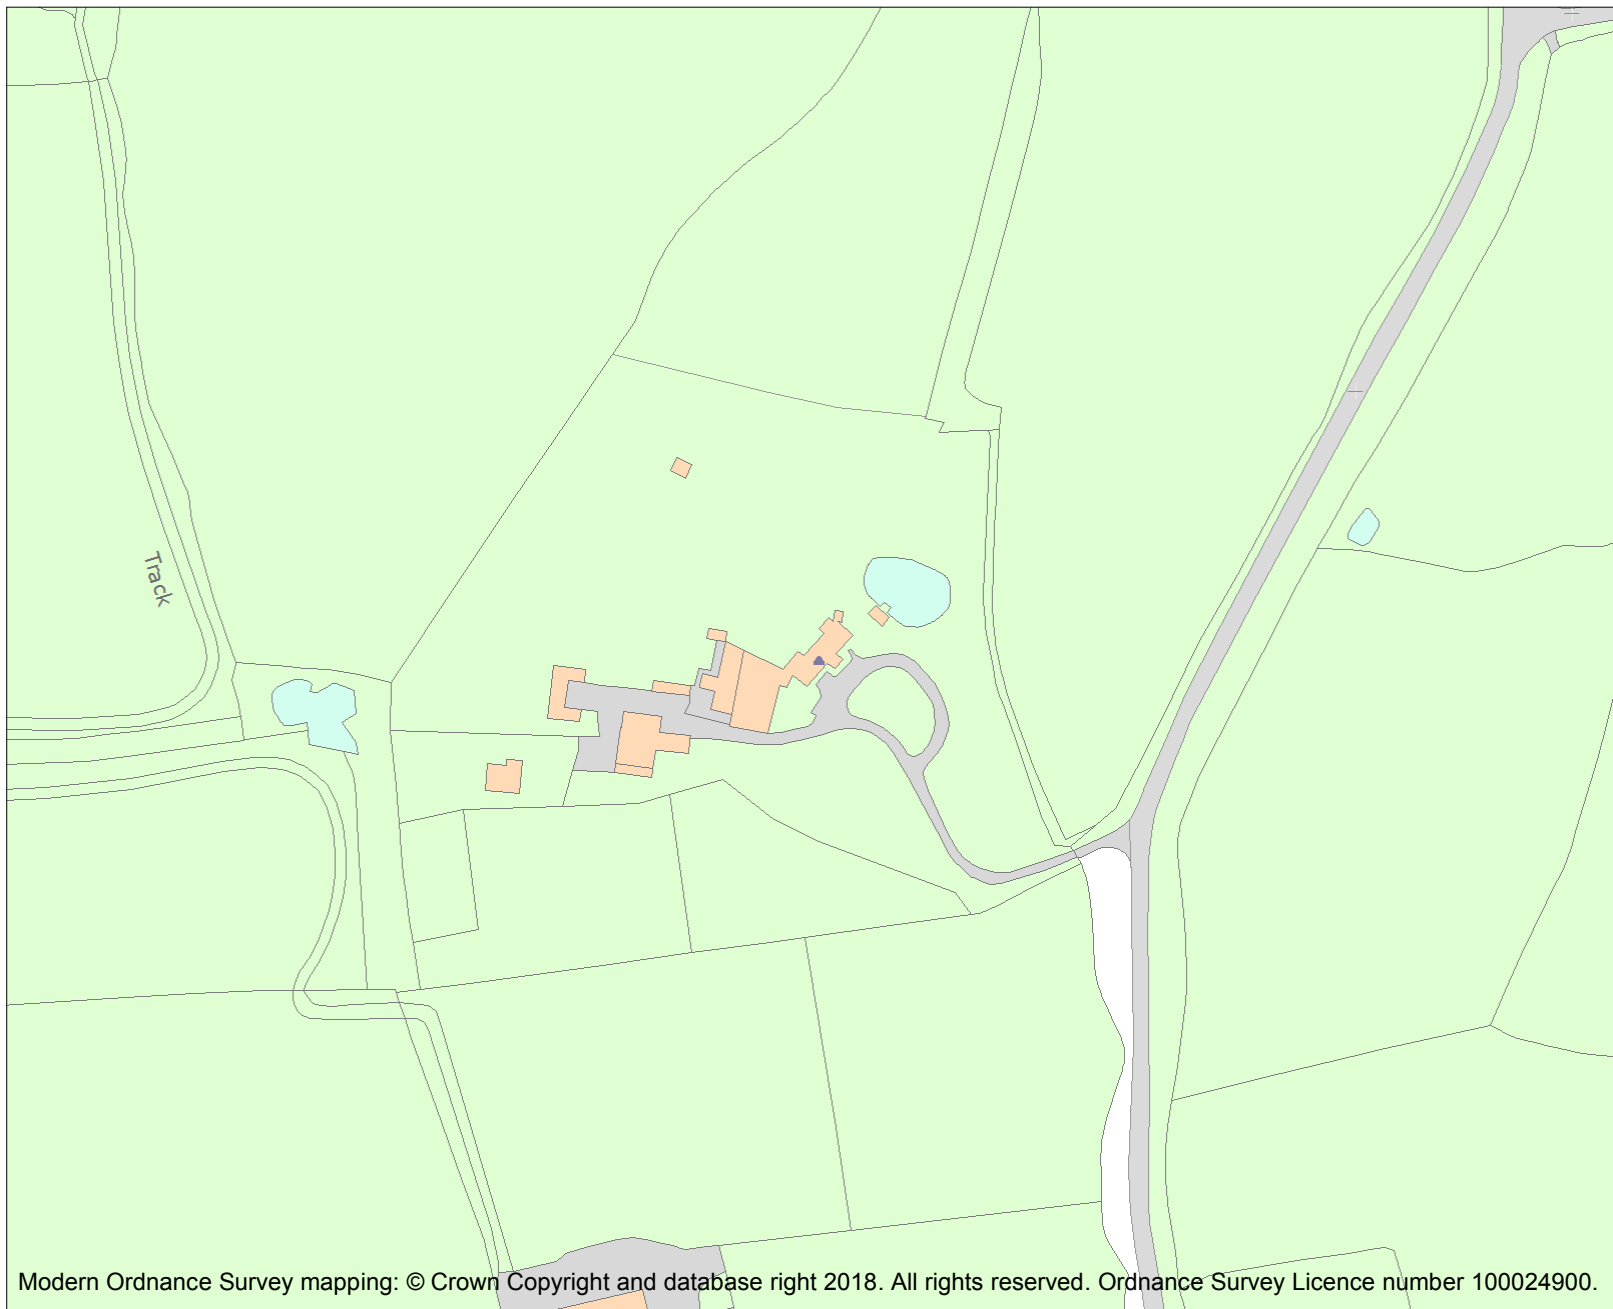 Track
Modern Ordnance Survey mapping: © Crown Copyright and database right 2018. All rights reserved. Ordnance Survey Licence number 100024900.